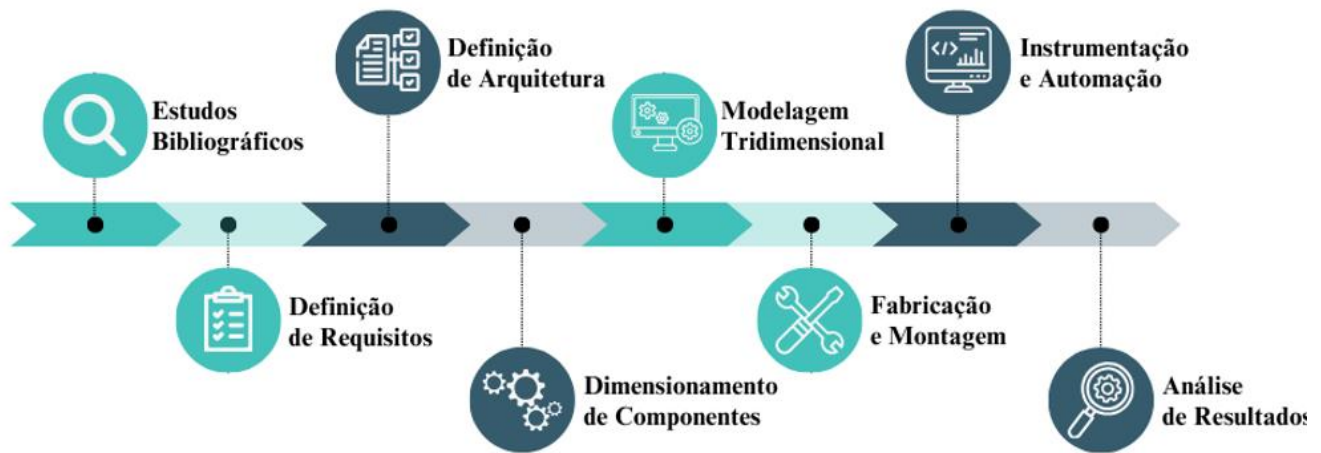 Estudos
Bibliográficos
Definição
de Requisitos
Definição
de Arquitetura
Dimensionamento
de Componentes
Modelagem
Tridimensional
Fabricação
e Montagem
Instrumentação
e Automação
Análise
de Resultados